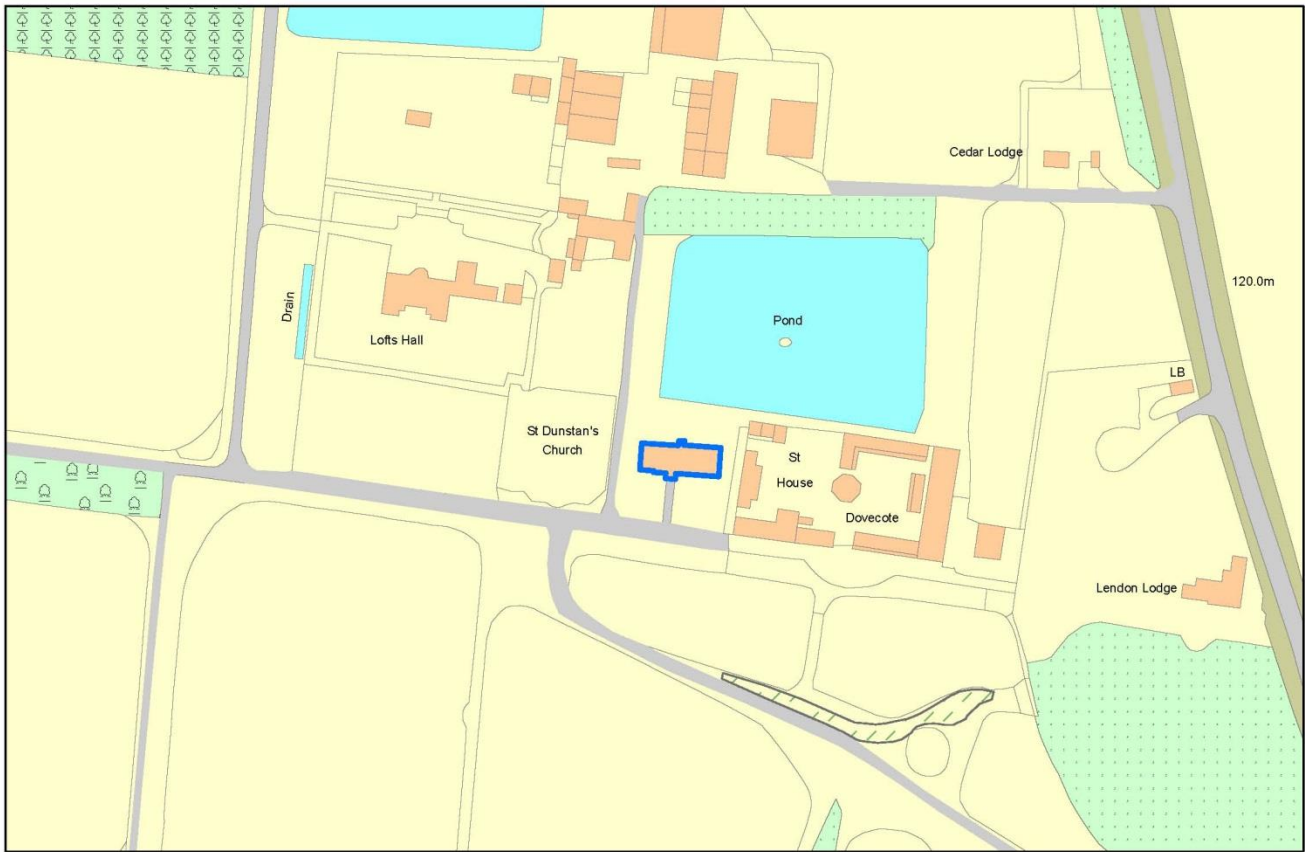 Cedar Lodge
120.0m
Drain
Pond
Lofts Hall
LB
St Dunstan's
Church
St
House
Dovecote
Lendon Lodge